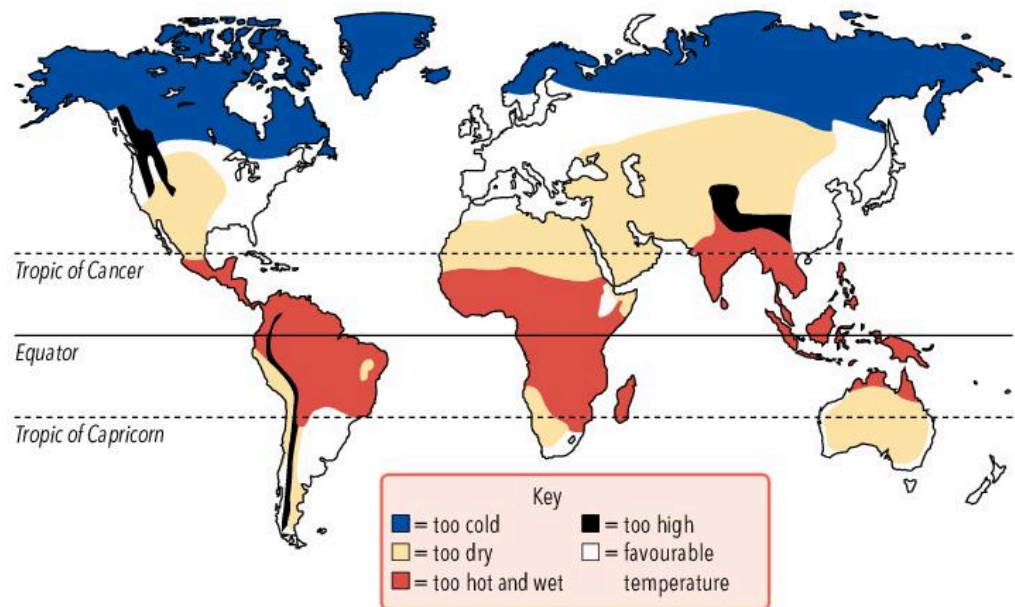 Tropic of Cancer
Equator
Tropic of Capricorn
Key
= too cold
= too high
= too dry
= favourable
temperature
= too hot and wet